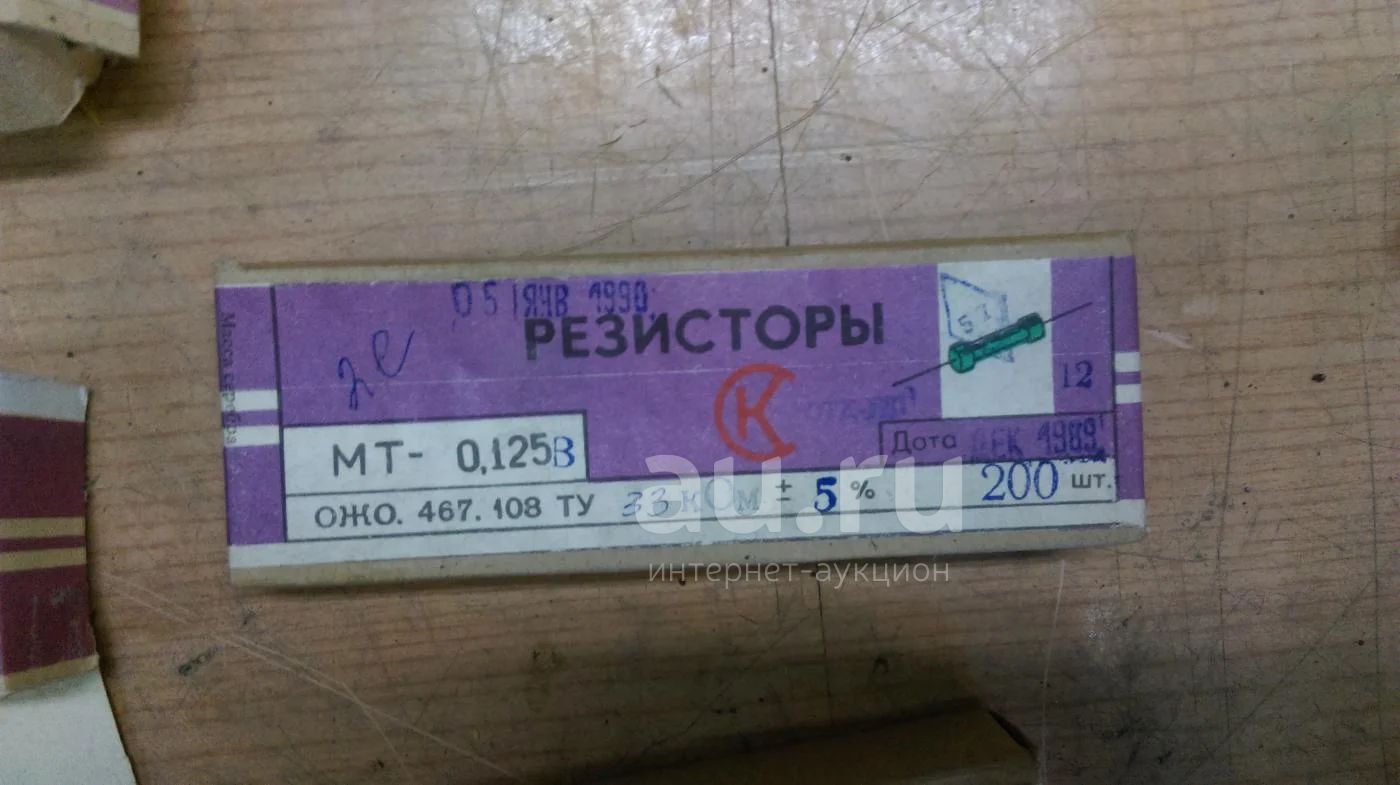 05 ЯНВ 1990
РЕЗИСТОРЫ
К
57
12
МТ- 0,125В
Дата ДЕК 1989
ОЖО. 467. 108 ТУ 33 кОм ± 5 % 200 шт.
au.ru
интернет-аукцион